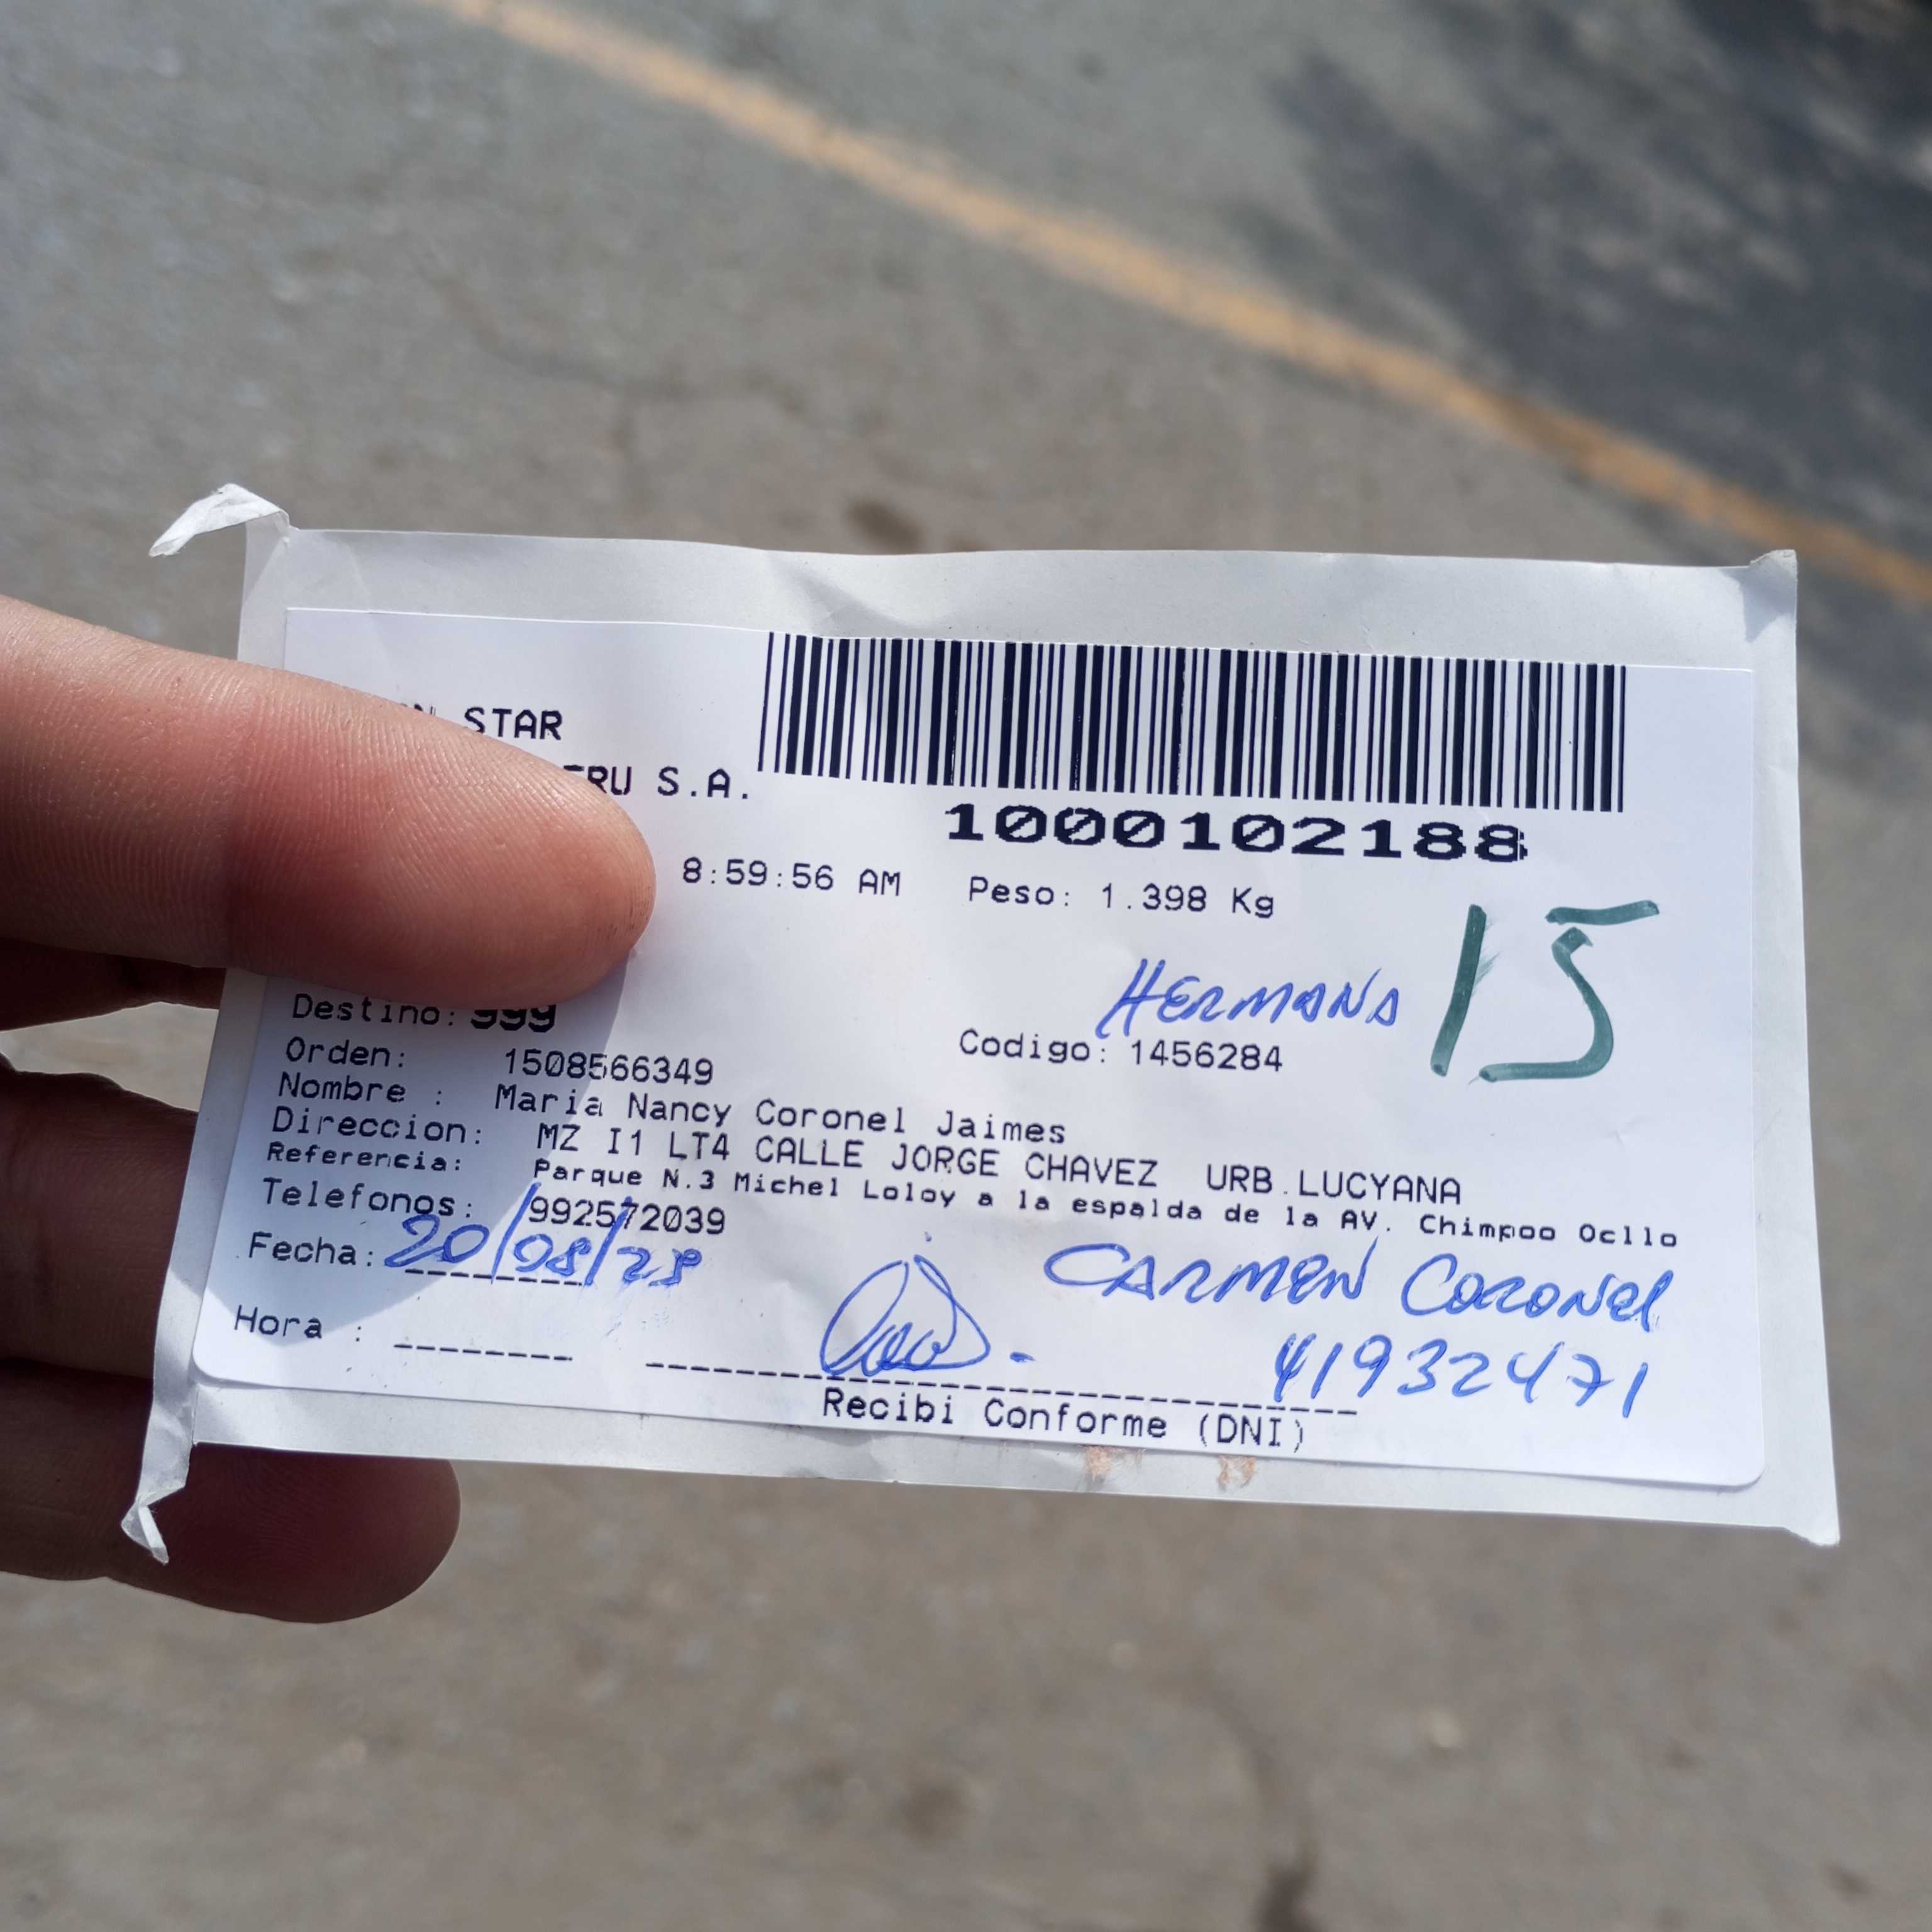 STAR
S.A.
1000102188
8:59:56 AM Peso: 1.398 Kg
15
HERMANA
Destino: 999
Orden: 1508566349 Codigo: 1456284
Nombre : Maria Nancy Coronel Jaimes
Direccion: MZ I1 LT4 CALLE JORGE CHAVEZ URB.LUCYANA
Referencia: Parque N.3 Michel Loloy a la espalda de la AV. Chimpoo Ocllo
Telefonos: 992572039
Fecha: 20/08/
CARMEN CORONEL
Hora :
41932471
Recibi Conforme (DNI)